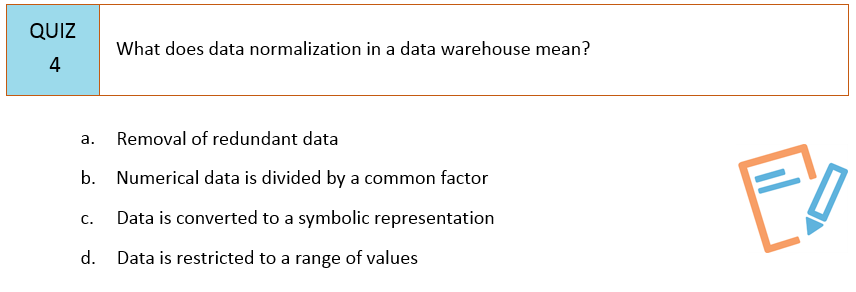 QUIZ
4
What does data normalization in a data warehouse mean?
a. Removal of redundant data
b. Numerical data is divided by a common factor
c. Data is converted to a symbolic representation
d. Data is restricted to a range of values